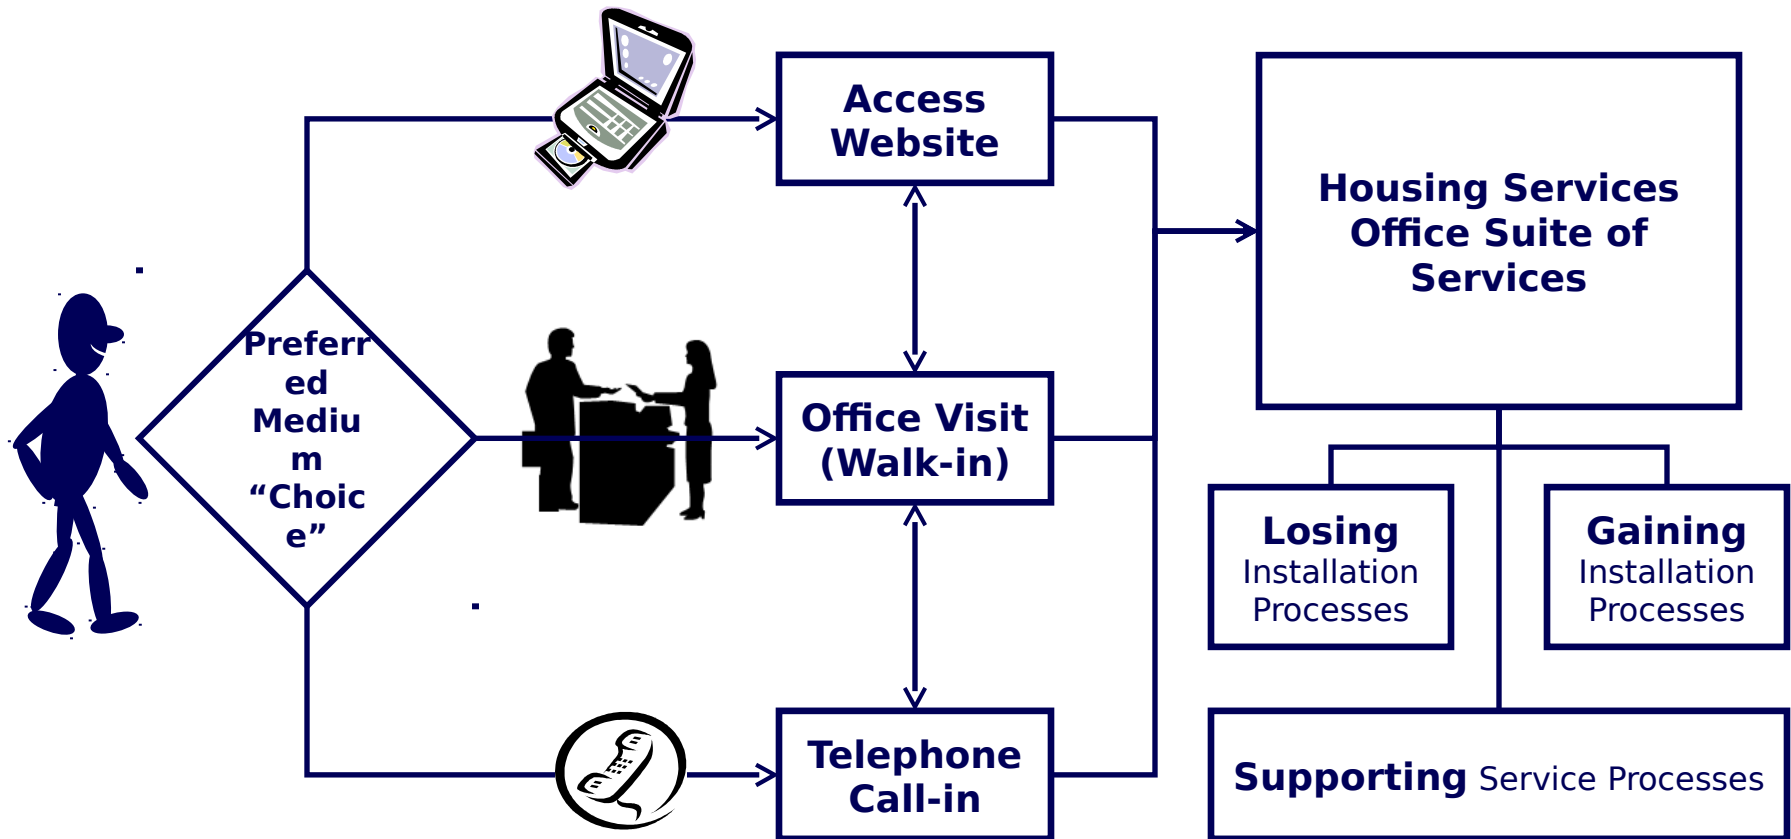 Access
Website
Housing Services
Office Suite of
Services
Preferr
ed
Mediu
m
“Choic
e”
Office Visit
(Walk-in)
Losing
Installation
Processes
Gaining
Installation
Processes
Telephone
Call-in
Supporting Service Processes